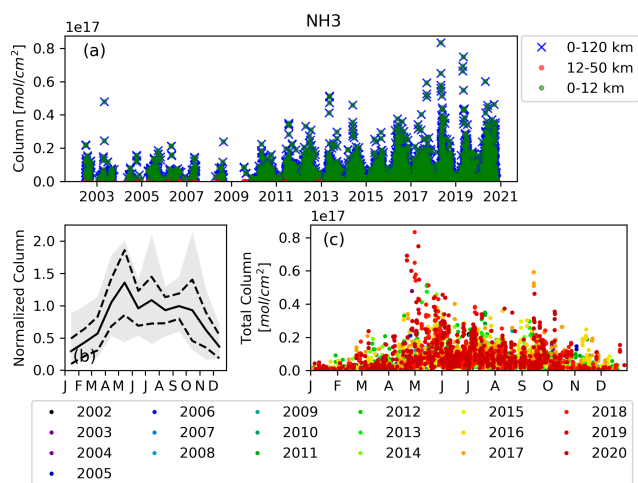 NH3
1e17
(a)
Column [mol/cm²]
0.8
0.6
0.4
0.2
0.0
2003 2005 2007 2009 2011 2013 2015 2017 2019 2021
0-120 km
12-50 km
0-12 km
Normalized Column
2.0
1.5
1.0
0.5
0.0
(b)
J F M A M J J A S O N D
1e17
(c)
Total Column
[mol/cm²]
0.8
0.6
0.4
0.2
0.0
J F M A M J J A S O N D
2002 2006 2009 2012 2015 2018
2003 2007 2010 2013 2016 2019
2004 2008 2011 2014 2017 2020
2005